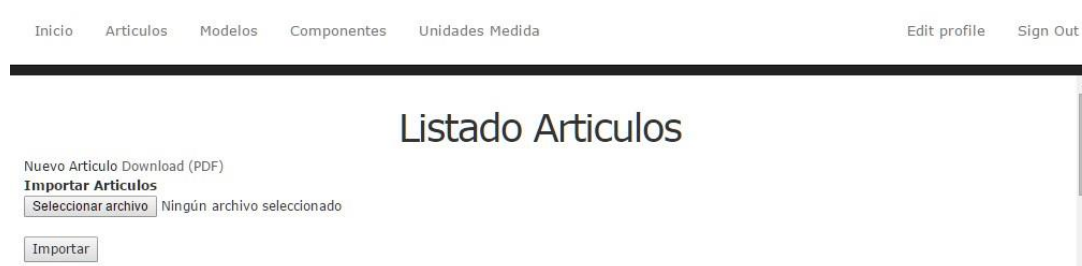 Inicio Articulos Modelos Componentes Unidades Medida Edit profile Sign Out
Listado Articulos
Nuevo Articulo Download (PDF)
Importar Articulos
Seleccionar archivo Ningún archivo seleccionado
Importar